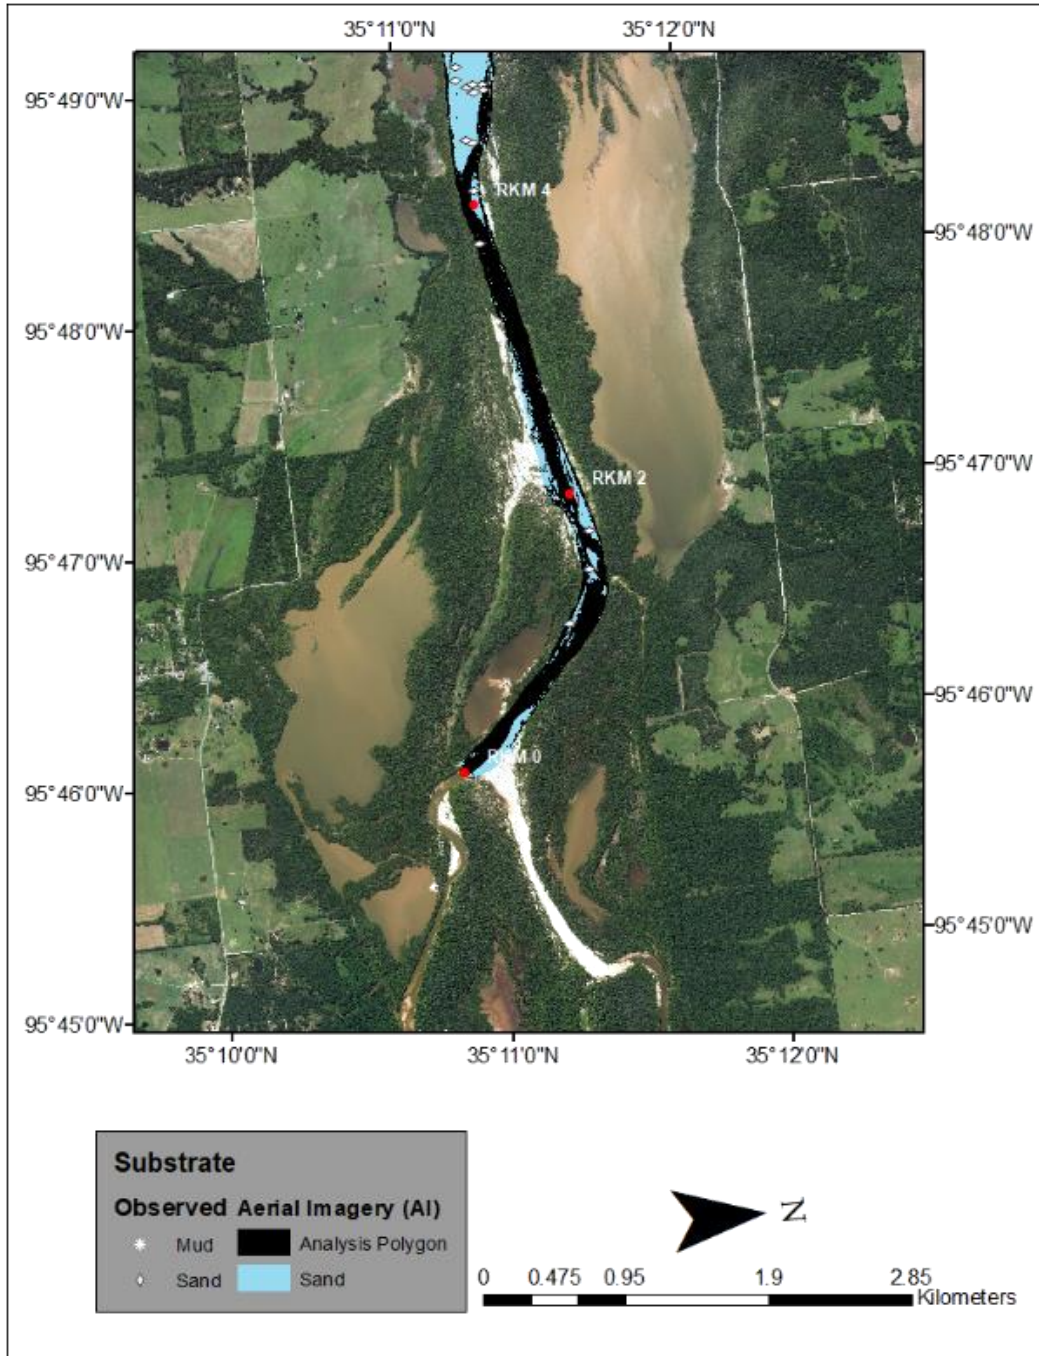 35°11'0"N 35°12'0"N
95°49'0"W
RKM 4
95°48'0"W
95°48'0"W
95°47'0"W
RKM 2
95°47'0"W
95°46'0"W
RKM 0
95°46'0"W
95°45'0"W
95°45'0"W
35°10'0"N 35°11'0"N 35°12'0"N
Substrate
Observed Aerial Imagery (AI)
Mud Analysis Polygon
Sand Sand
N
0 0.475 0.95 1.9 2.85
Kilometers